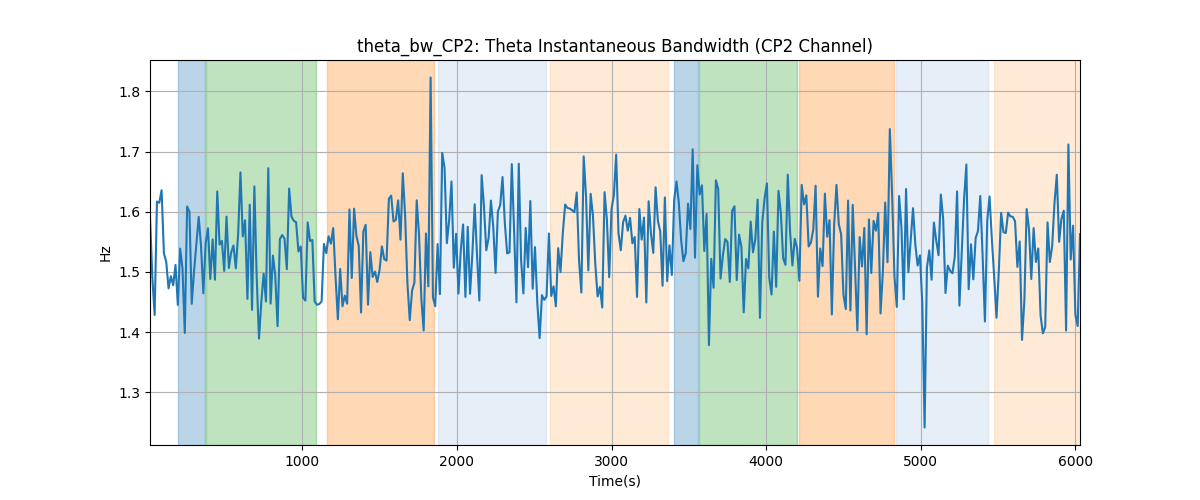 theta_bw_CP2: Theta Instantaneous Bandwidth (CP2 Channel)
1.8
1.7
1.6
1.5
1.4
1.3
Hz
1000 2000 3000 4000 5000 6000
Time(s)